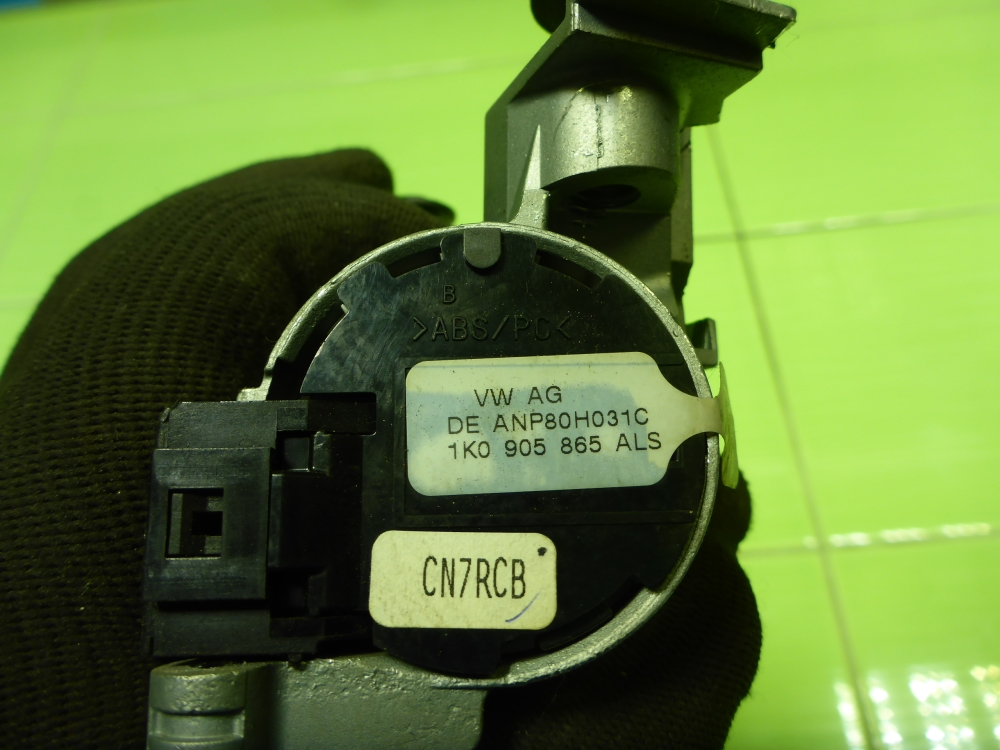 B
>ABS/PC<
VW AG
DE ANP80H031C
1K0 905 865 ALS
CN7RCB